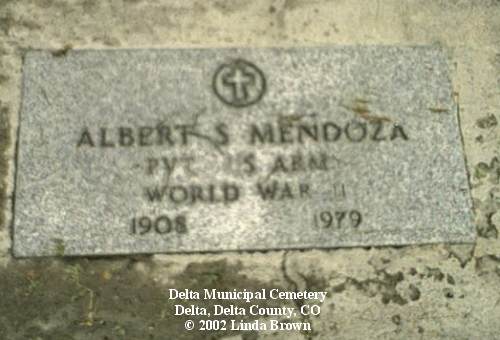 ALBERT S MENDOZA
PVT US ARMY
WORLD WAR II
1908 1979
Delta Municipal Cemetery
Delta, Delta County, CO
© 2002 Linda Brown